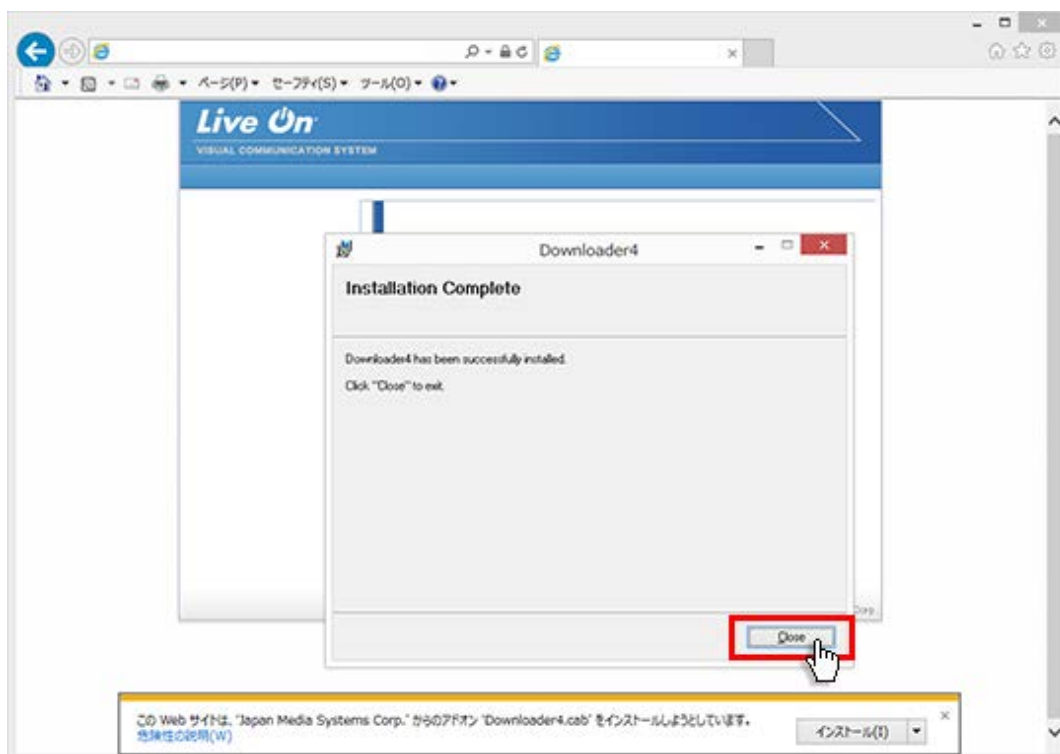 ページ(P)▼ セーフティ(S)▼ ツール(O)▼
Live On
VISUAL COMMUNICATION SYSTEM
Downloader4
Installation Complete
Downloader4 has been successfully installed.
Click "Close" to exit.
Corp.
Close
この Web サイトは、'Japan Media Systems Corp.' からのアドオン 'Downloader4.cab' をインストールしようとしています。
危険性の説明(W)
インストール(I)